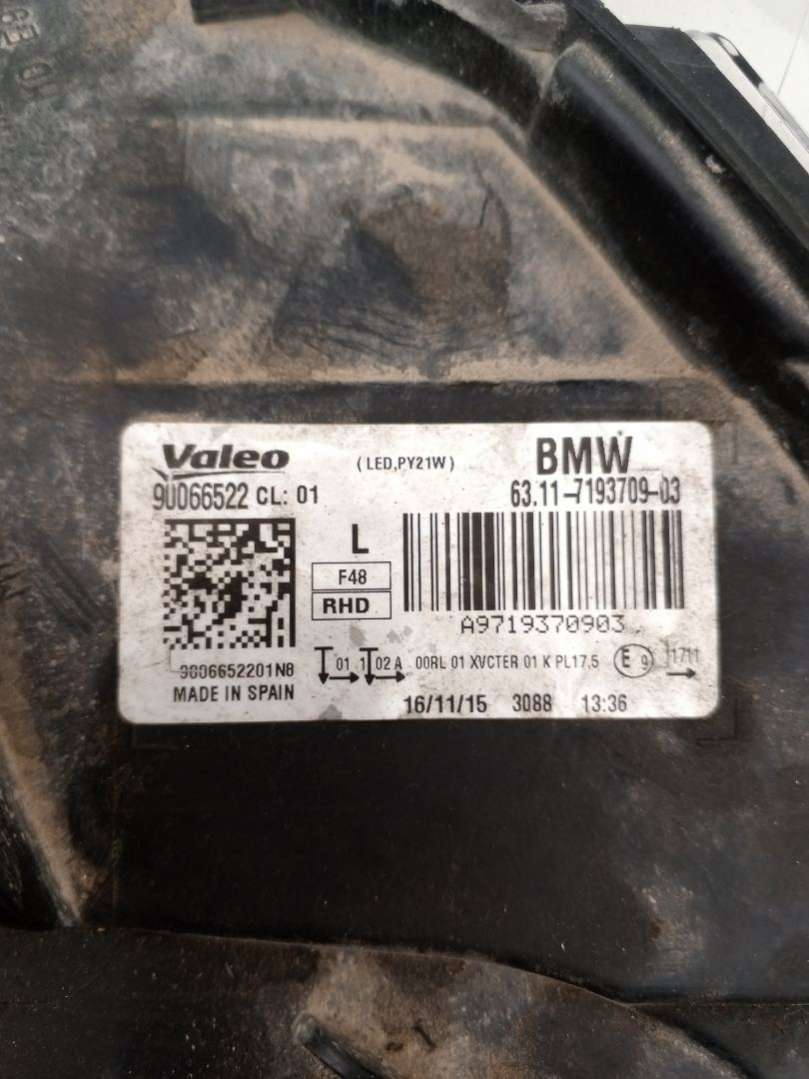 Valeo
(LED,PY21W)
BMW
90066522 CL: 01
63.11-7193709-03
L
F48
RHD
A9719370903
9006652201N8
01 1 02 A 00RL 01 XVCTER 01 K PL17,5 E 9 1711
MADE IN SPAIN
16/11/15 3088 13:36